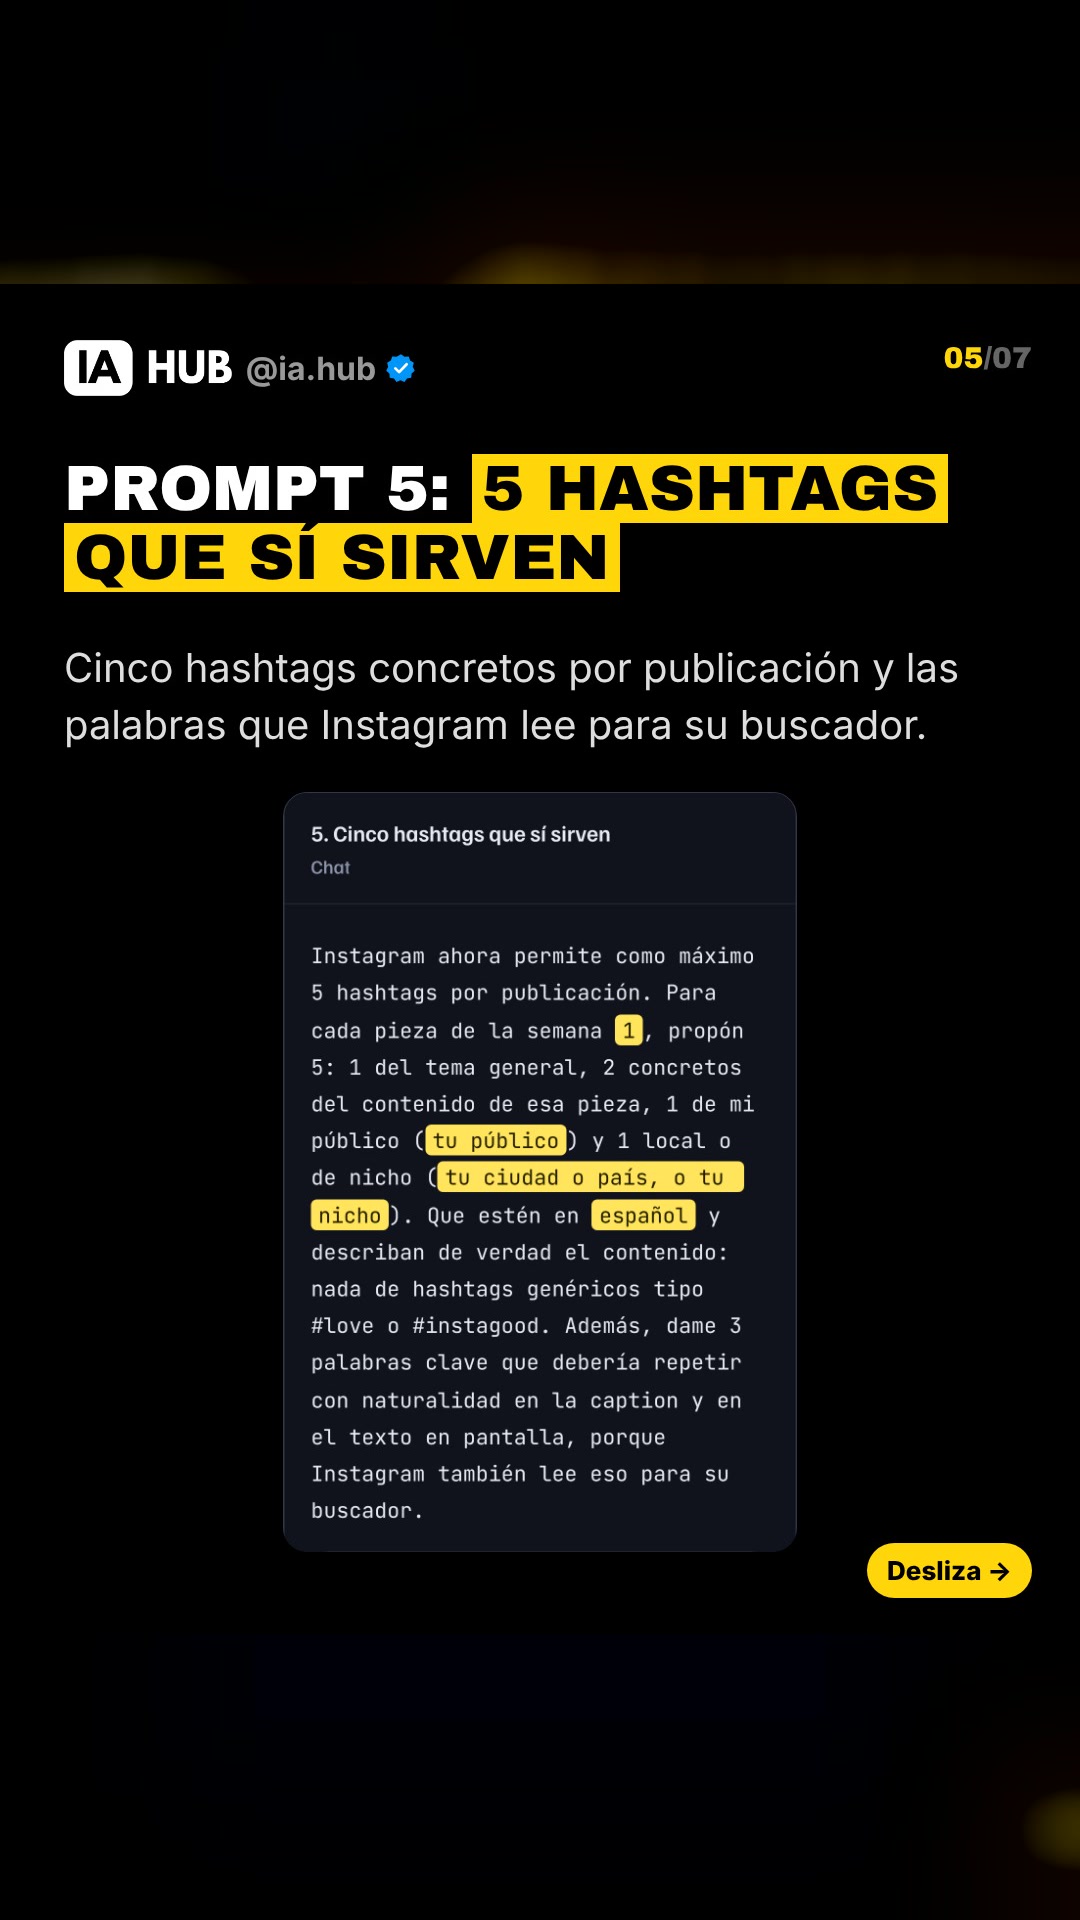 IA HUB @ia.hub
05/07
PROMPT 5: 5 HASHTAGS
QUE SÍ SIRVEN
Cinco hashtags concretos por publicación y las
palabras que Instagram lee para su buscador.
5. Cinco hashtags que sí sirven
Chat
Instagram ahora permite como máximo
5 hashtags por publicación. Para
cada pieza de la semana 1, propón
5: 1 del tema general, 2 concretos
del contenido de esa pieza, 1 de mi
público (tu público) y 1 local o
de nicho (tu ciudad o país, o tu
nicho). Que estén en español y
describan de verdad el contenido:
nada de hashtags genéricos tipo
#love o #instagood. Además, dame 3
palabras clave que debería repetir
con naturalidad en la caption y en
el texto en pantalla, porque
Instagram también lee eso para su
buscador.
Desliza →